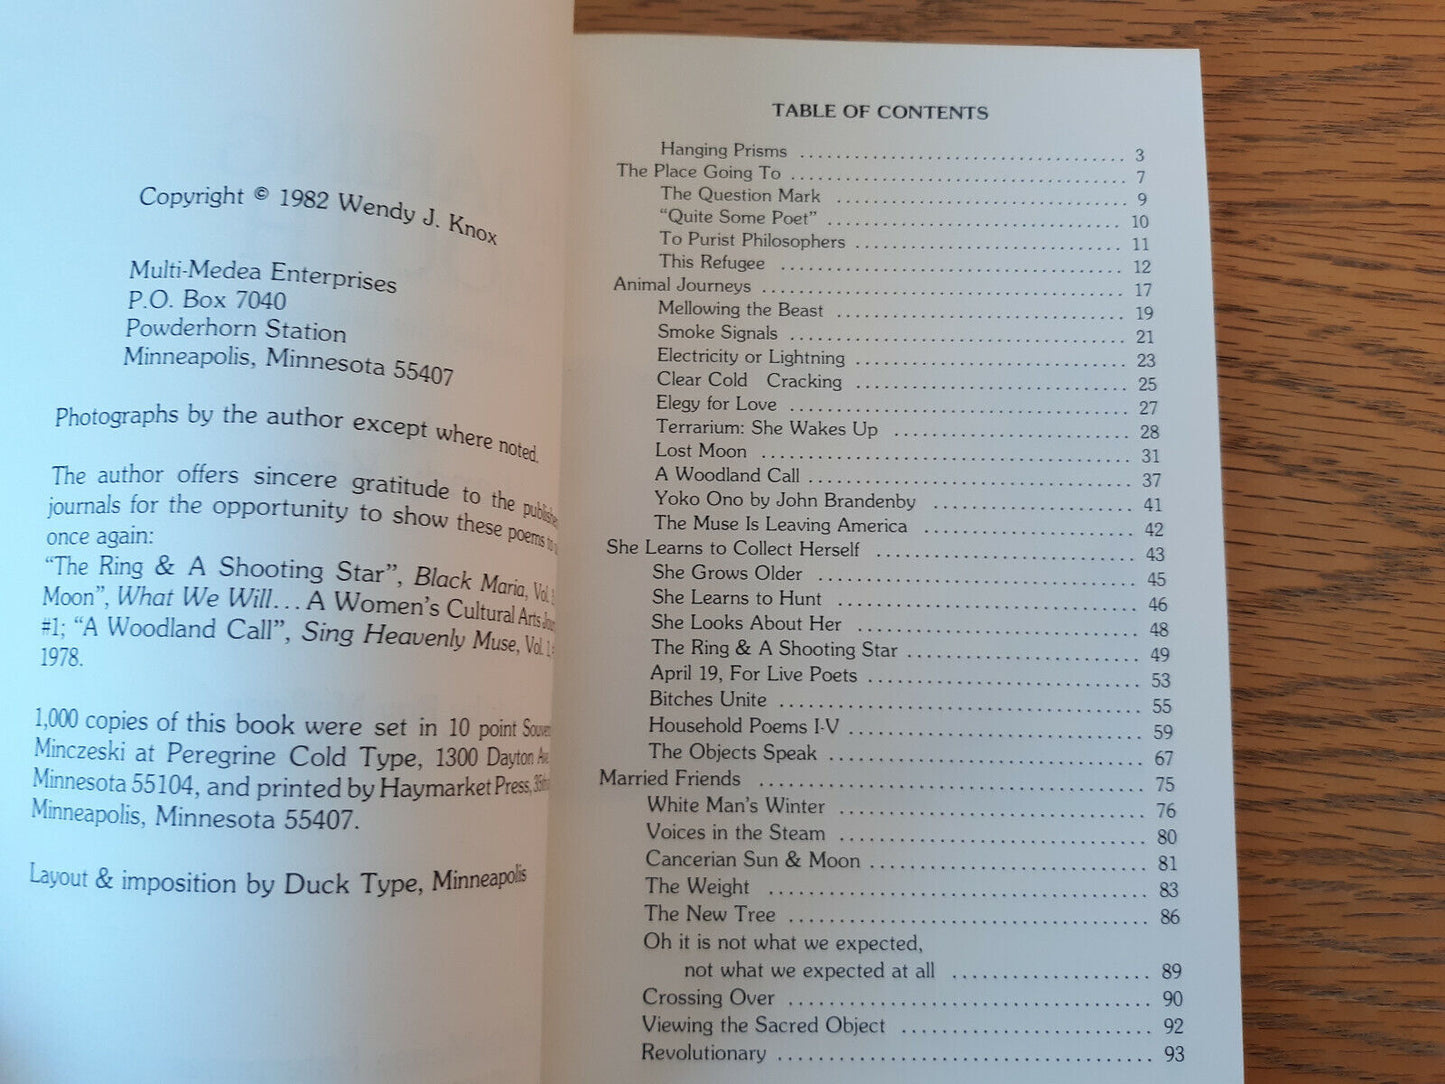 Copyright © 1982 Wendy J. Knox
Multi-Medea Enterprises
P.O. Box 7040
Powderhorn Station
Minneapolis, Minnesota 55407
Photographs by the author except where noted.
The author offers sincere gratitude to the
journals for the opportunity to show these poems
once again:
"The Ring & A Shooting Star", Black Maria, Vol.
Moon", What We Will... A Women's Cultural Arts
#1; "A Woodland Call", Sing Heavenly Muse, Vol. 1,
1978.
1,000 copies of this book were set in 10 point
Minczeski at Peregrine Cold Type, 1300 Dayton Ave
Minnesota 55104, and printed by Haymarket Press,
Minneapolis, Minnesota 55407.
Layout & imposition by Duck Type, Minneapolis
TABLE OF CONTENTS
Hanging Prisms 3
The Place Going To 7
The Question Mark 9
"Quite Some Poet" 10
To Purist Philosophers 11
This Refugee 12
Animal Journeys 17
Mellowing the Beast 19
Smoke Signals 21
Electricity or Lightning 23
Clear Cold Cracking 25
Elegy for Love 27
Terrarium: She Wakes Up 28
Lost Moon 31
A Woodland Call 37
Yoko Ono by John Brandenby 41
The Muse Is Leaving America 42
She Learns to Collect Herself 43
She Grows Older 45
She Learns to Hunt 46
She Looks About Her 48
The Ring & A Shooting Star 49
April 19, For Live Poets 53
Bitches Unite 55
Household Poems I-V 59
The Objects Speak 67
Married Friends 75
White Man's Winter 76
Voices in the Steam 80
Cancerian Sun & Moon 81
The Weight 83
The New Tree 86
Oh it is not what we expected,
not what we expected at all 89
Crossing Over 90
Viewing the Sacred Object 92
Revolutionary 93